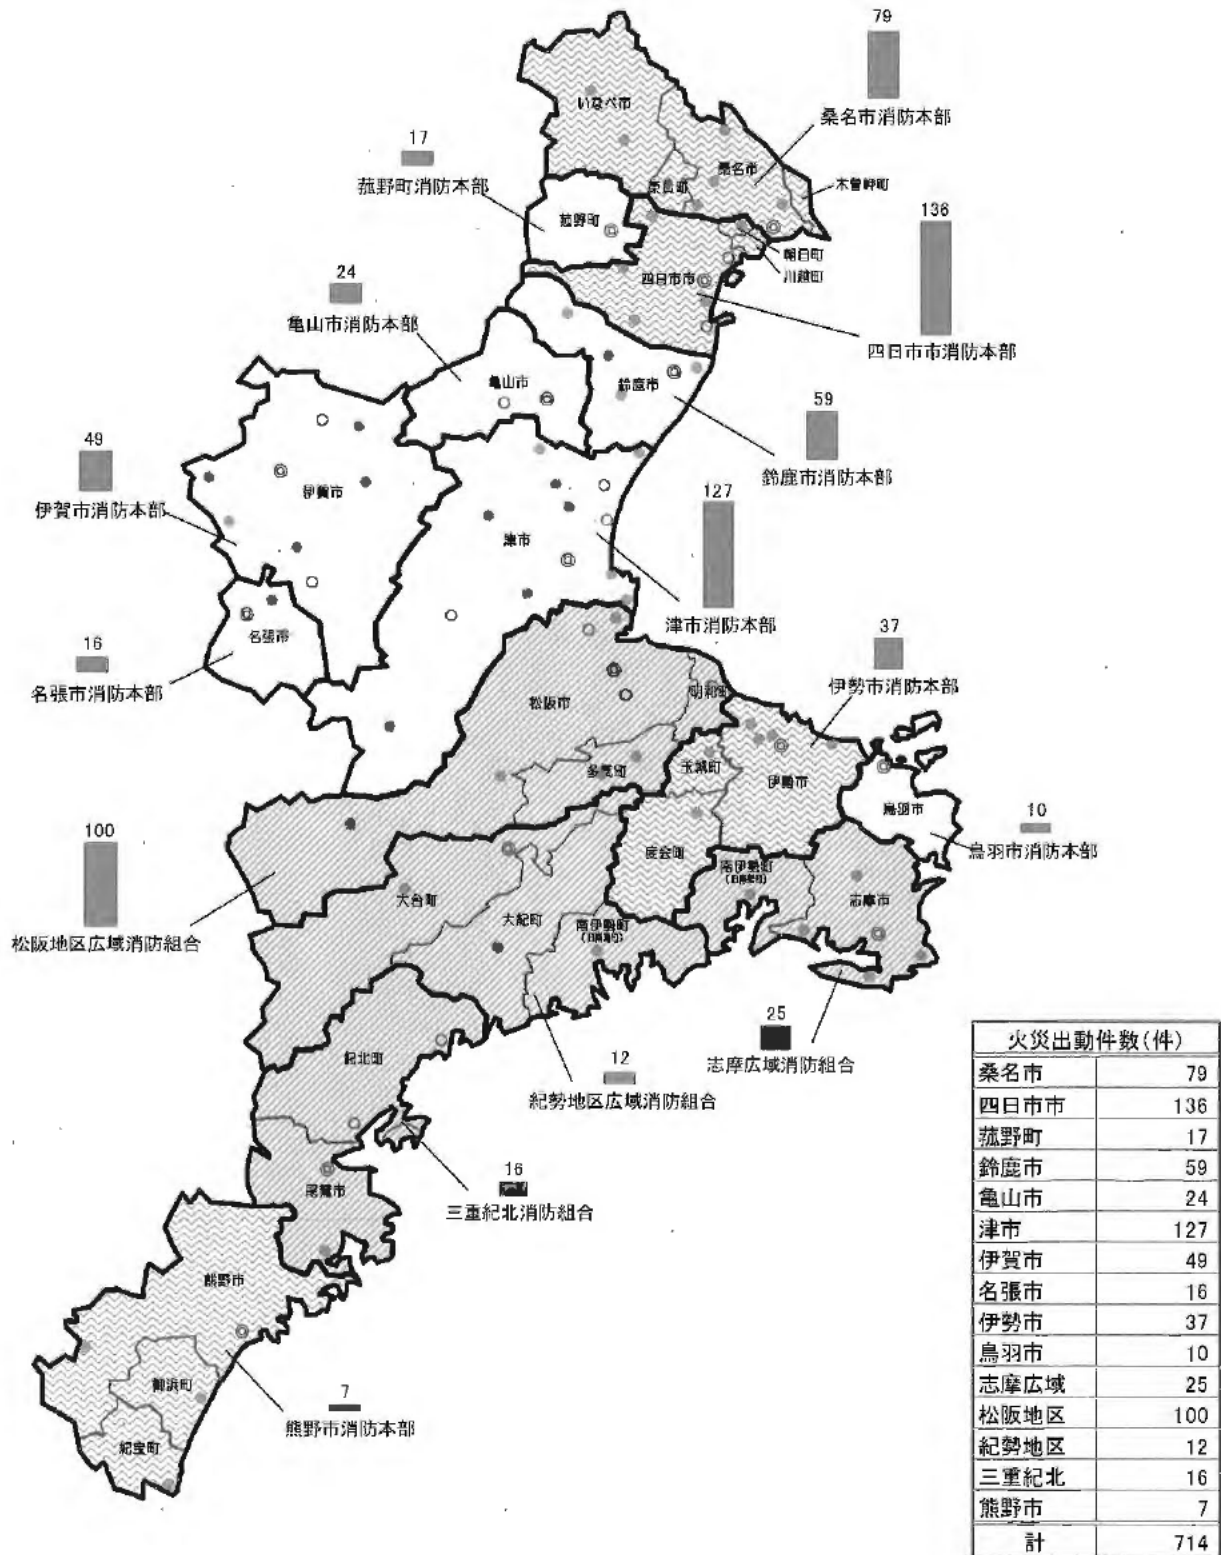 79
桑名市消防本部
いなべ市
桑名市
東員町
木曽岬町
17
菰野町消防本部
菰野町
136
朝日町
川越町
四日市市
四日市市消防本部
24
亀山市消防本部
亀山市
鈴鹿市
59
鈴鹿市消防本部
49
伊賀市消防本部
伊賀市
津市
127
津市消防本部
16
名張市消防本部
名張市
37
伊勢市消防本部
松阪市
明和町
多気町
玉城町
伊勢市
鳥羽市
10
鳥羽市消防本部
100
松阪地区広域消防組合
度会町
大台町
大紀町
南伊勢町
(旧南勢町)
南伊勢町
(旧南島町)
志摩市
25
志摩広域消防組合
12
紀勢地区広域消防組合
紀北町
尾鷲市
16
三重紀北消防組合
熊野市
御浜町
紀宝町
7
熊野市消防本部
火災出動件数(件)
桑名市 79
四日市市 136
菰野町 17
鈴鹿市 59
亀山市 24
津市 127
伊賀市 49
名張市 16
伊勢市 37
鳥羽市 10
志摩広域 25
松阪地区 100
紀勢地区 12
三重紀北 16
熊野市 7
計 714